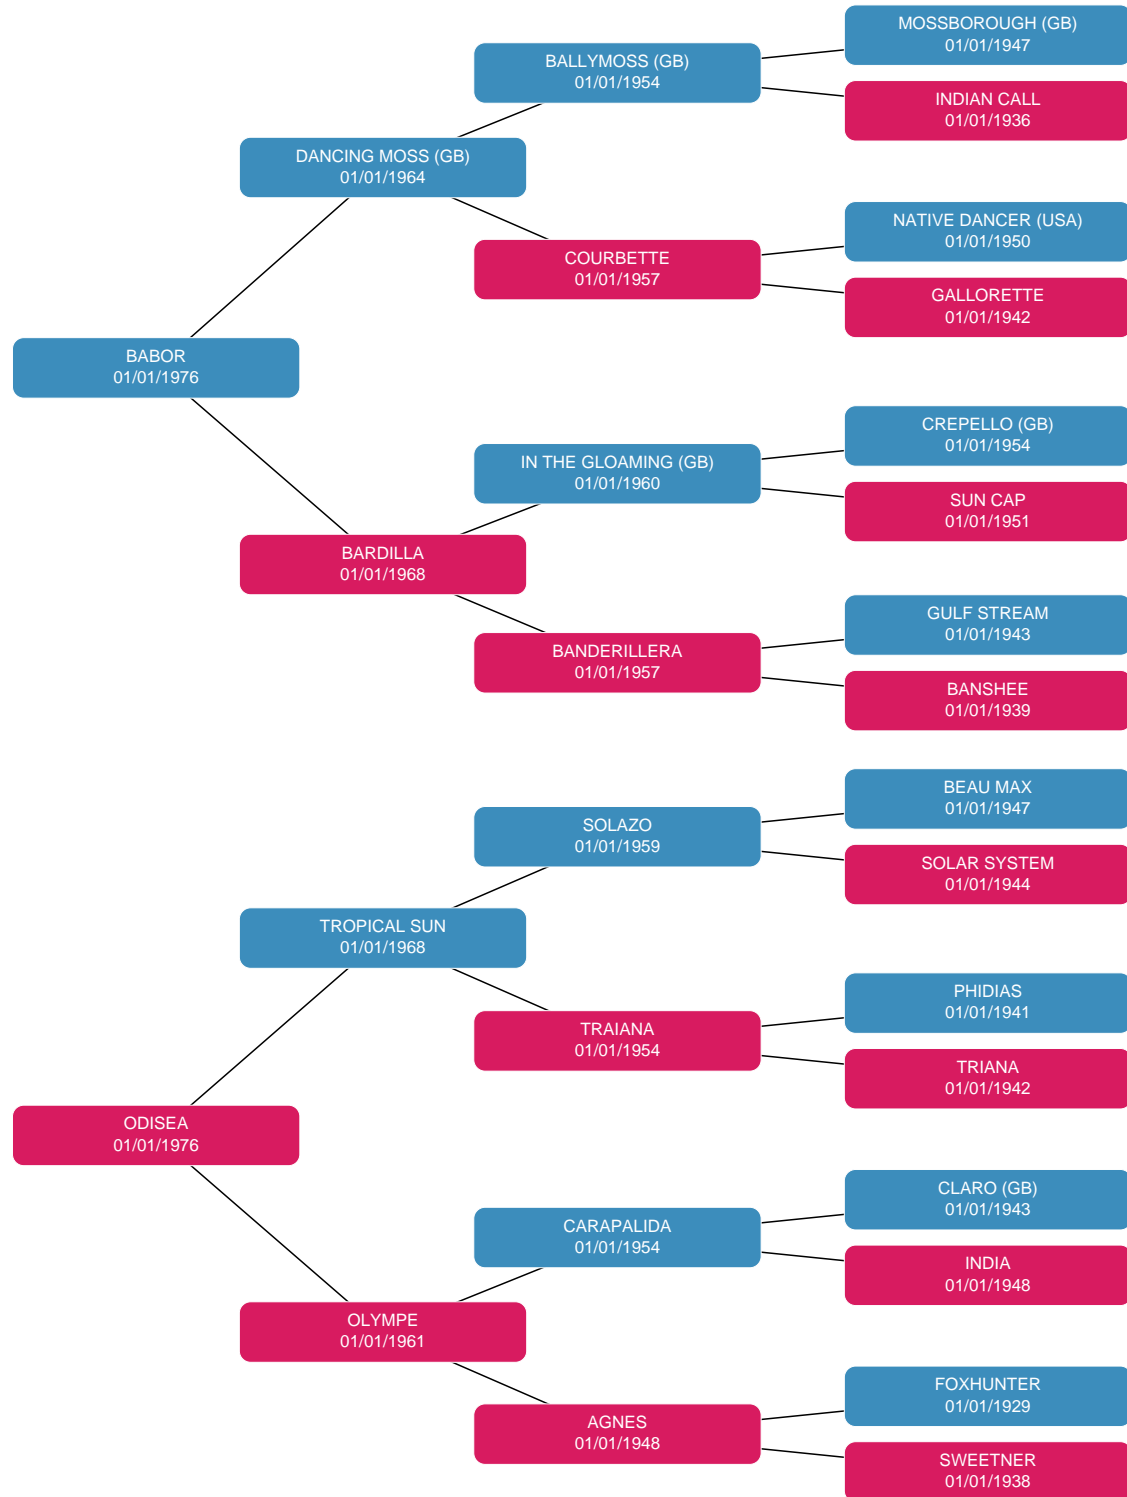 MOSSBOROUGH (GB)
01/01/1947
BALLYMOSS (GB)
01/01/1954
INDIAN CALL
01/01/1936
DANCING MOSS (GB)
01/01/1964
NATIVE DANCER (USA)
01/01/1950
COURBETTE
01/01/1957
GALLORETTE
01/01/1942
BABOR
01/01/1976
CREPELLO (GB)
01/01/1954
IN THE GLOAMING (GB)
01/01/1960
SUN CAP
01/01/1951
BARDILLA
01/01/1968
GULF STREAM
01/01/1943
BANDERILLERA
01/01/1957
BANSHEE
01/01/1939
BEAU MAX
01/01/1947
SOLAZO
01/01/1959
SOLAR SYSTEM
01/01/1944
TROPICAL SUN
01/01/1968
PHIDIAS
01/01/1941
TRAIANA
01/01/1954
TRIANA
01/01/1942
ODISEA
01/01/1976
CLARO (GB)
01/01/1943
CARAPALIDA
01/01/1954
INDIA
01/01/1948
OLYMPE
01/01/1961
FOXHUNTER
01/01/1929
AGNES
01/01/1948
SWEETNER
01/01/1938